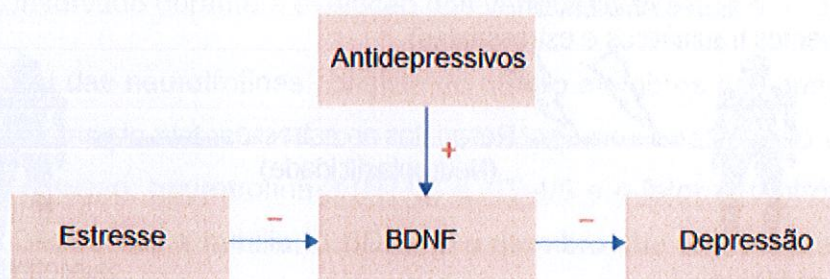 Antidepressivos
+
Estresse
−
BDNF
−
Depressão